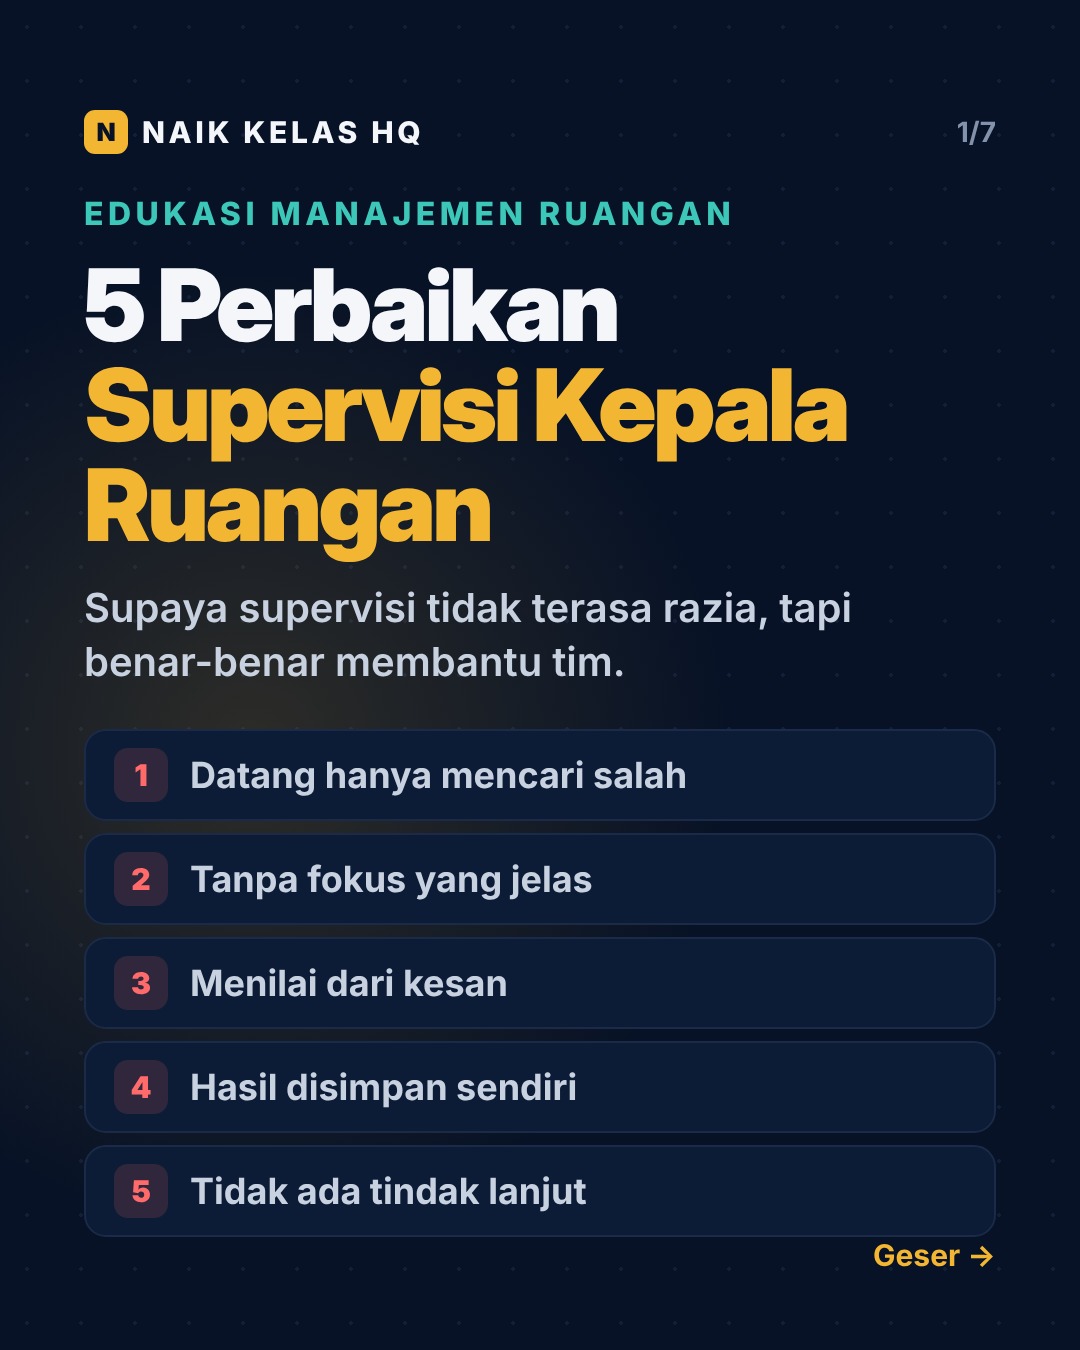 N NAIK KELAS HQ
1/7
EDUKASI MANAJEMEN RUANGAN
5 Perbaikan
Supervisi Kepala
Ruangan
Supaya supervisi tidak terasa razia, tapi
benar-benar membantu tim.
1 Datang hanya mencari salah
2 Tanpa fokus yang jelas
3 Menilai dari kesan
4 Hasil disimpan sendiri
5 Tidak ada tindak lanjut
Geser →